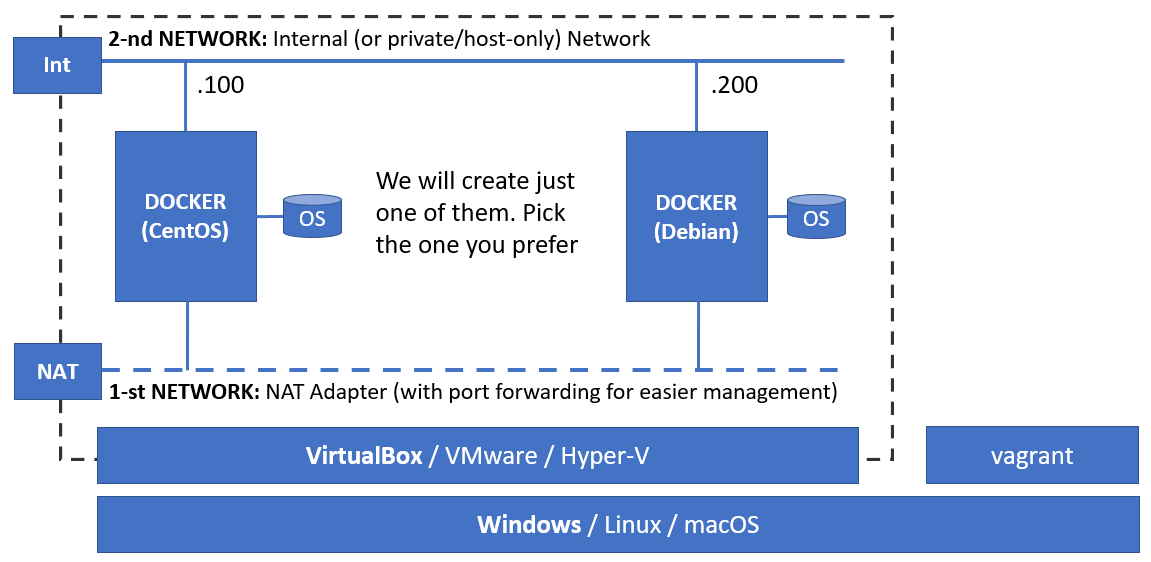 2-nd NETWORK: Internal (or private/host-only) Network
Int
.100
.200
DOCKER
(CentOS)
OS
We will create just
one of them. Pick
the one you prefer
DOCKER
(Debian)
OS
NAT
1-st NETWORK: NAT Adapter (with port forwarding for easier management)
VirtualBox / VMware / Hyper-V
vagrant
Windows / Linux / macOS